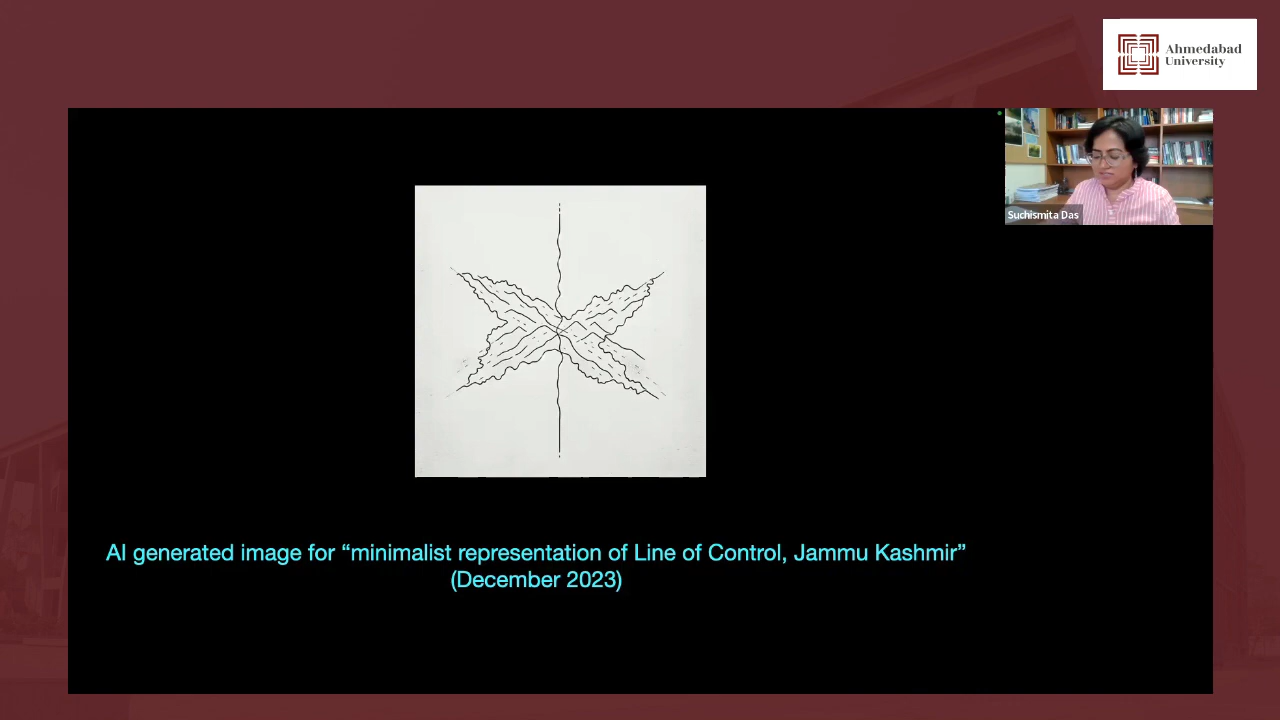 Ahmedabad
University
Suchismita Das
AI generated image for “minimalist representation of Line of Control, Jammu Kashmir”
(December 2023)